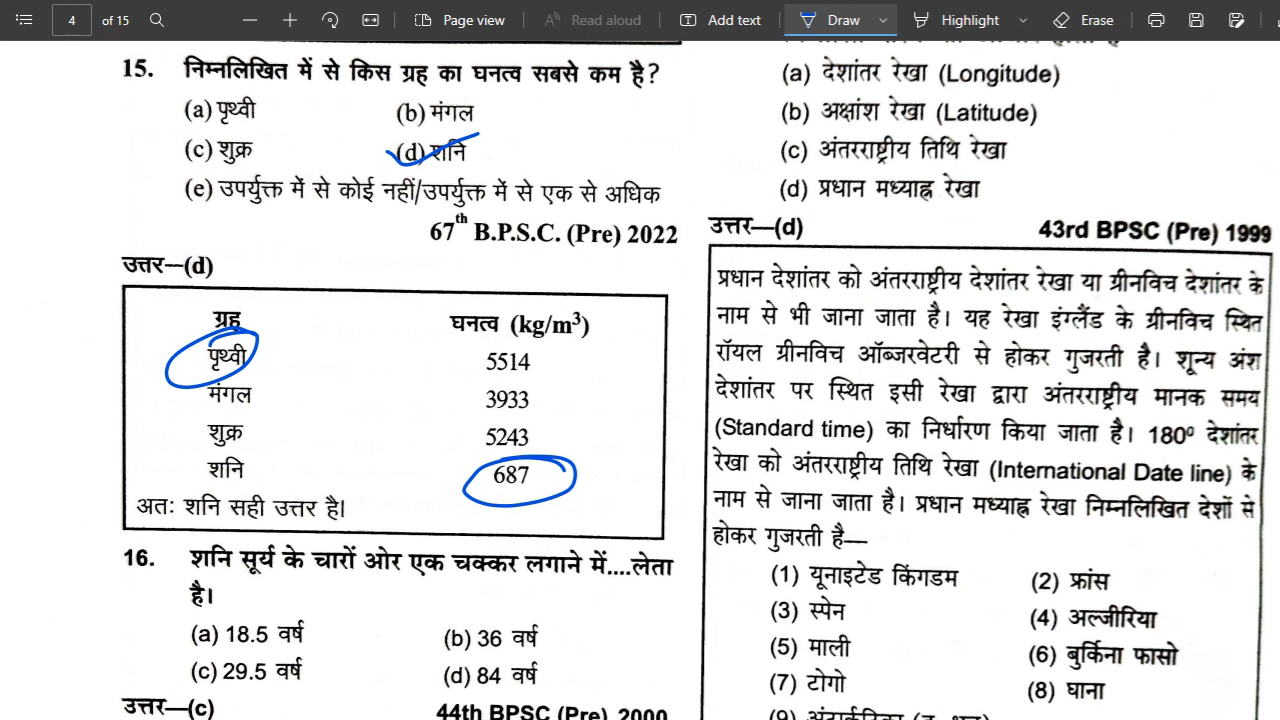 4 of 15 Page view Read aloud Add text Draw Highlight Erase
15. निम्नलिखित में से किस ग्रह का घनत्व सबसे कम है?
(a) पृथ्वी (b) मंगल
(c) शुक्र (d) शनि
(e) उपर्युक्त में से कोई नहीं/उपर्युक्त में से एक से अधिक
67th B.P.S.C. (Pre) 2022
उत्तर—(d)
ग्रह घनत्व (kg/m³)
पृथ्वी 5514
मंगल 3933
शुक्र 5243
शनि 687
अतः शनि सही उत्तर है।
16. शनि सूर्य के चारों ओर एक चक्कर लगाने में....लेता
है।
(a) 18.5 वर्ष (b) 36 वर्ष
(c) 29.5 वर्ष (d) 84 वर्ष
उत्तर—(c) 44th BPSC (Pre) 2000
(a) देशांतर रेखा (Longitude)
(b) अक्षांश रेखा (Latitude)
(c) अंतरराष्ट्रीय तिथि रेखा
(d) प्रधान मध्याह्न रेखा
उत्तर—(d) 43rd BPSC (Pre) 1999
प्रधान देशांतर को अंतरराष्ट्रीय देशांतर रेखा या ग्रीनविच देशांतर के
नाम से भी जाना जाता है। यह रेखा इंग्लैंड के ग्रीनविच स्थित
रॉयल ग्रीनविच ऑब्जरवेटरी से होकर गुजरती है। शून्य अंश
देशांतर पर स्थित इसी रेखा द्वारा अंतरराष्ट्रीय मानक समय
(Standard time) का निर्धारण किया जाता है। 180º देशांतर
रेखा को अंतरराष्ट्रीय तिथि रेखा (International Date line) के
नाम से जाना जाता है। प्रधान मध्याह्न रेखा निम्नलिखित देशों से
होकर गुजरती है—
(1) यूनाइटेड किंगडम (2) फ्रांस
(3) स्पेन (4) अल्जीरिया
(5) माली (6) बुर्किना फासो
(7) टोगो (8) घाना